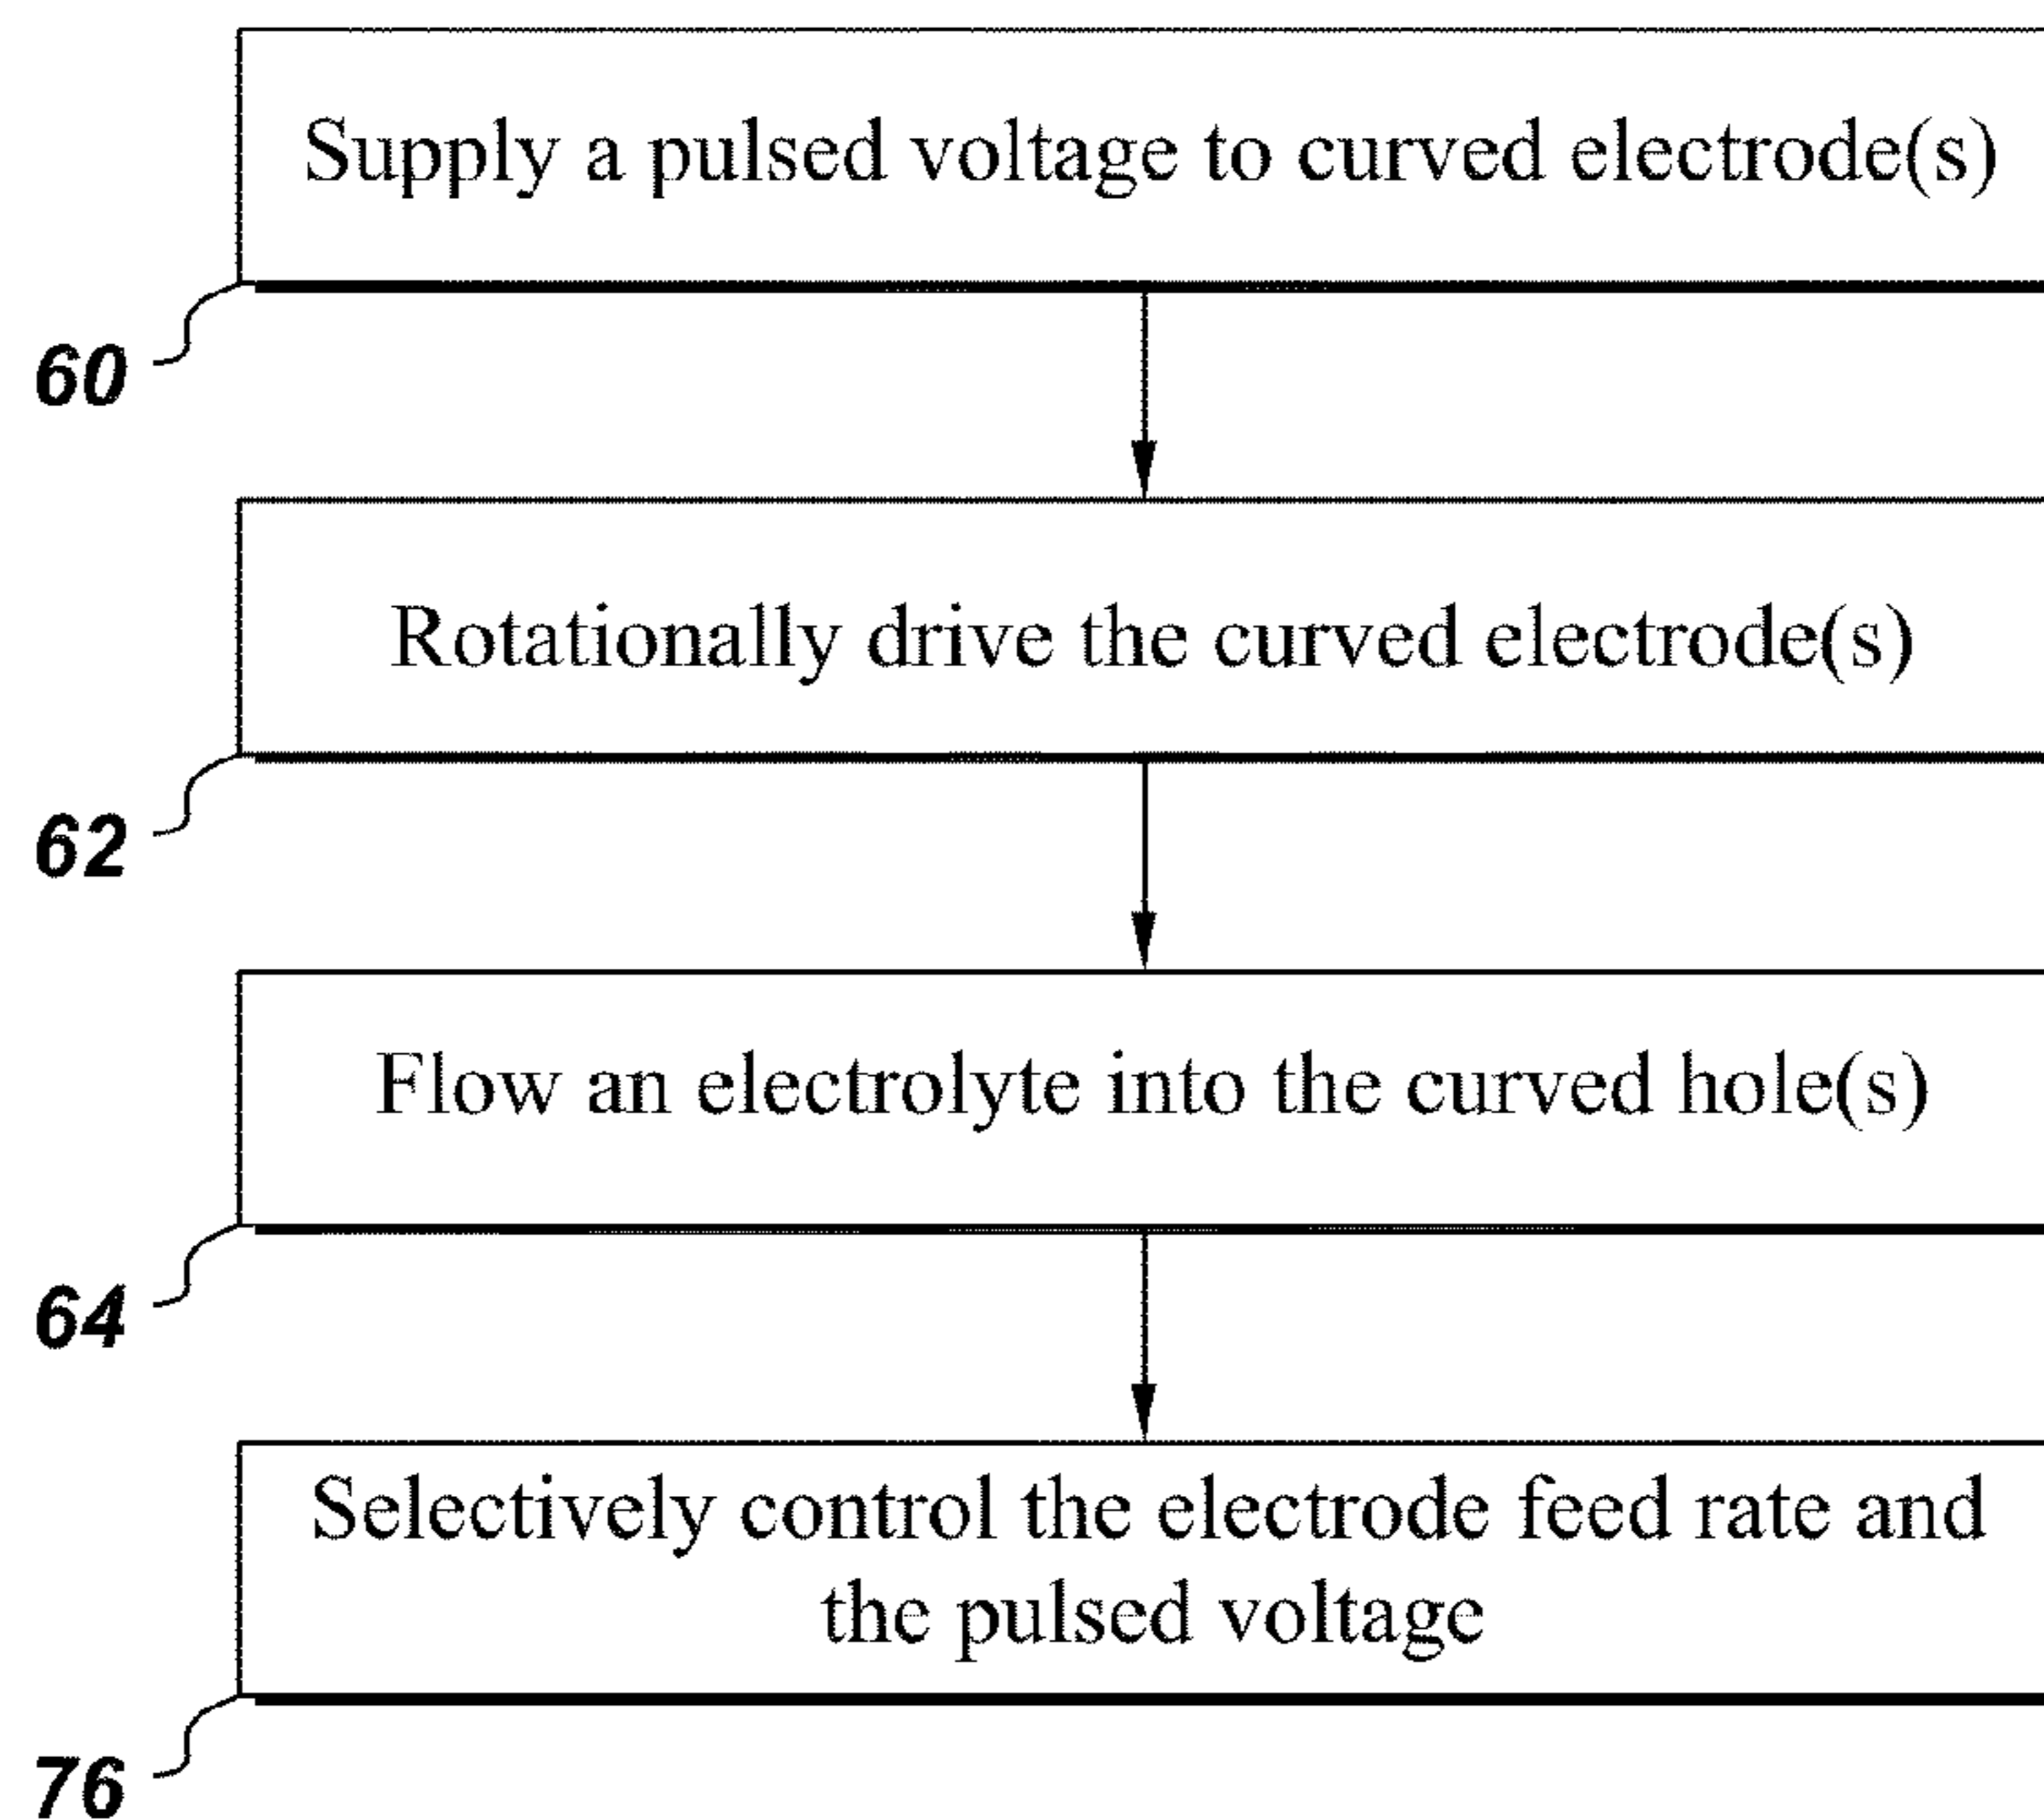 Supply a pulsed voltage to curved electrode(s)
60
Rotationally drive the curved electrode(s)
62
Flow an electrolyte into the curved hole(s)
64
Selectively control the electrode feed rate and
the pulsed voltage
76